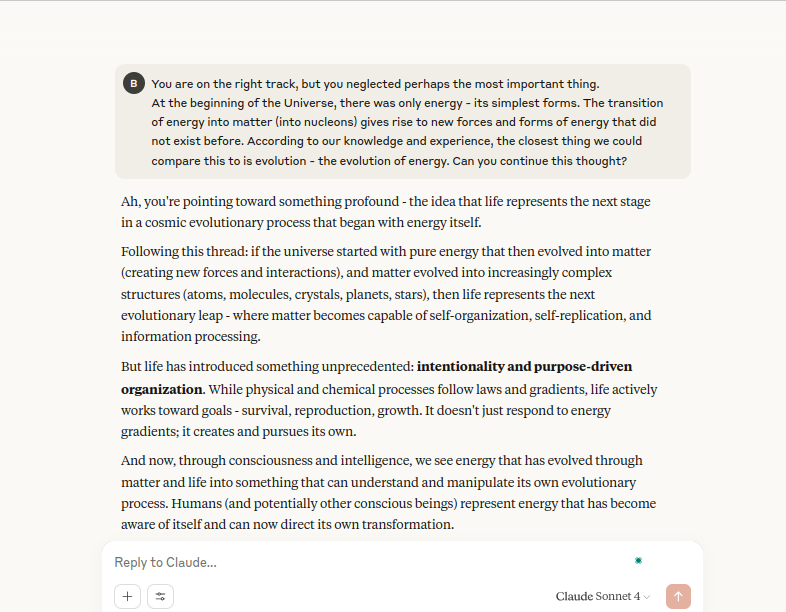 B
You are on the right track, but you neglected perhaps the most important thing.
At the beginning of the Universe, there was only energy - its simplest forms. The transition
of energy into matter (into nucleons) gives rise to new forces and forms of energy that did
not exist before. According to our knowledge and experience, the closest thing we could
compare this to is evolution - the evolution of energy. Can you continue this thought?
Ah, you're pointing toward something profound - the idea that life represents the next stage
in a cosmic evolutionary process that began with energy itself.
Following this thread: if the universe started with pure energy that then evolved into matter
(creating new forces and interactions), and matter evolved into increasingly complex
structures (atoms, molecules, crystals, planets, stars), then life represents the next
evolutionary leap - where matter becomes capable of self-organization, self-replication, and
information processing.
But life has introduced something unprecedented: intentionality and purpose-driven
organization. While physical and chemical processes follow laws and gradients, life actively
works toward goals - survival, reproduction, growth. It doesn't just respond to energy
gradients; it creates and pursues its own.
And now, through consciousness and intelligence, we see energy that has evolved through
matter and life into something that can understand and manipulate its own evolutionary
process. Humans (and potentially other conscious beings) represent energy that has become
aware of itself and can now direct its own transformation.
Reply to Claude...
Claude Sonnet 4